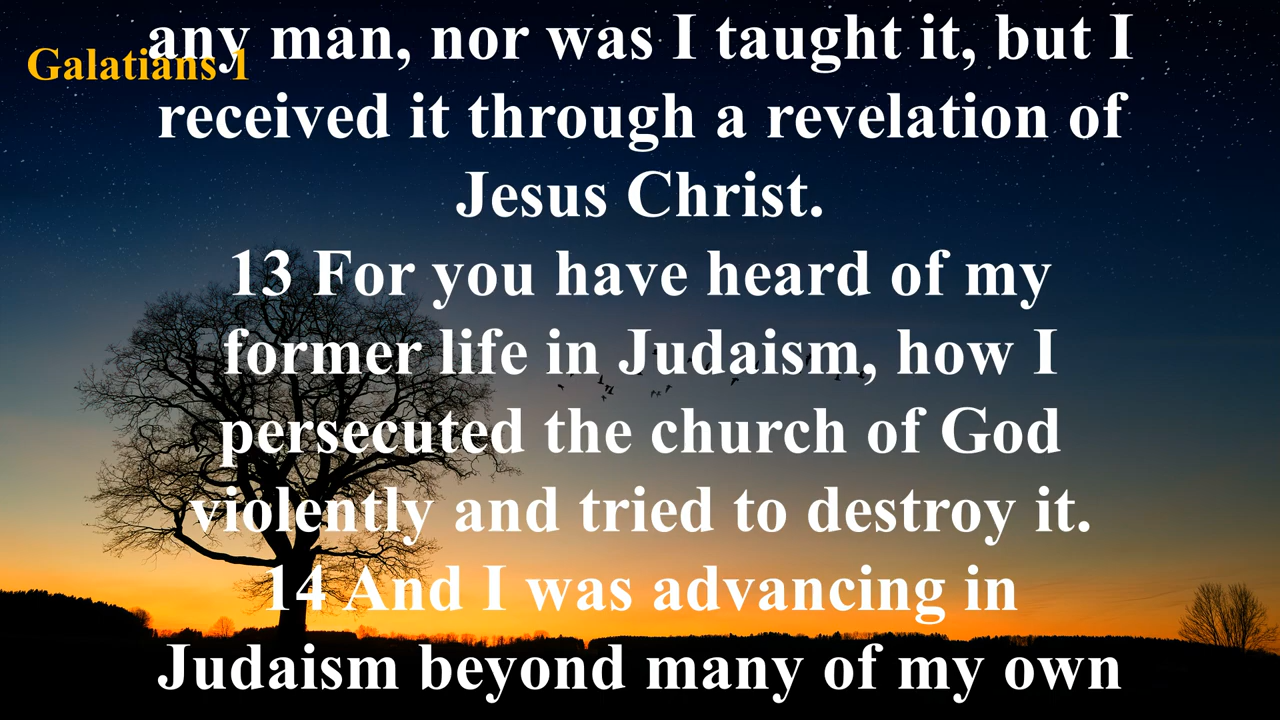 Galatians 1
any man, nor was I taught it, but I
received it through a revelation of
Jesus Christ.
13 For you have heard of my
former life in Judaism, how I
persecuted the church of God
violently and tried to destroy it.
14 And I was advancing in
Judaism beyond many of my own